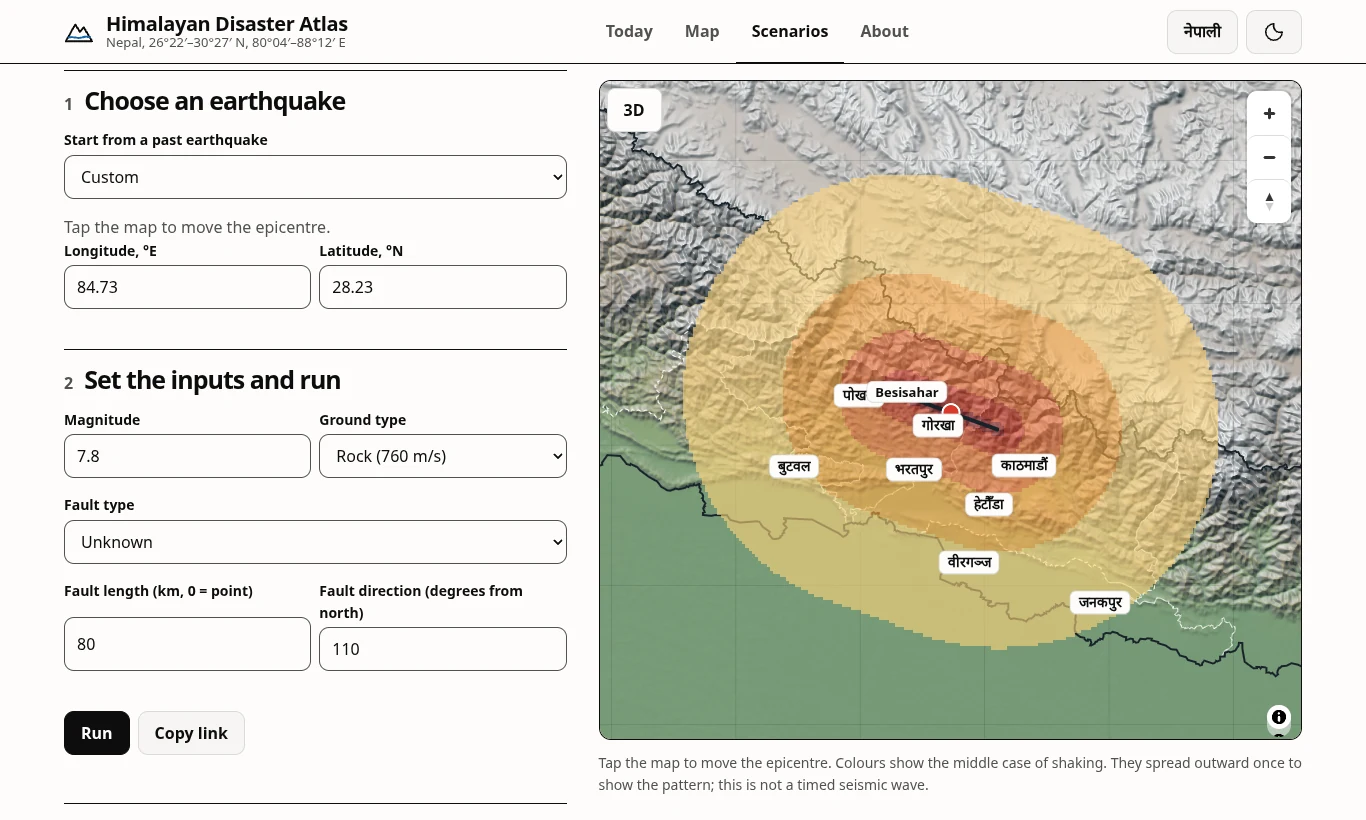 Himalayan Disaster Atlas
Nepal, 26°22′–30°27′ N, 80°04′–88°12′ E
Today
Map
Scenarios
About
नेपाली
1 Choose an earthquake
Start from a past earthquake
Custom
Tap the map to move the epicentre.
Longitude, °E
Latitude, °N
84.73
28.23
2 Set the inputs and run
Magnitude
Ground type
7.8
Rock (760 m/s)
Fault type
Unknown
Fault length (km, 0 = point)
Fault direction (degrees from
north)
80
110
Run
Copy link
3D
+
−
Besisahar
गोरखा
बुटवल
भरतपुर
काठमाडौं
हेटौँडा
वीरगञ्ज
जनकपुर
Tap the map to move the epicentre. Colours show the middle case of shaking. They spread outward once to
show the pattern; this is not a timed seismic wave.